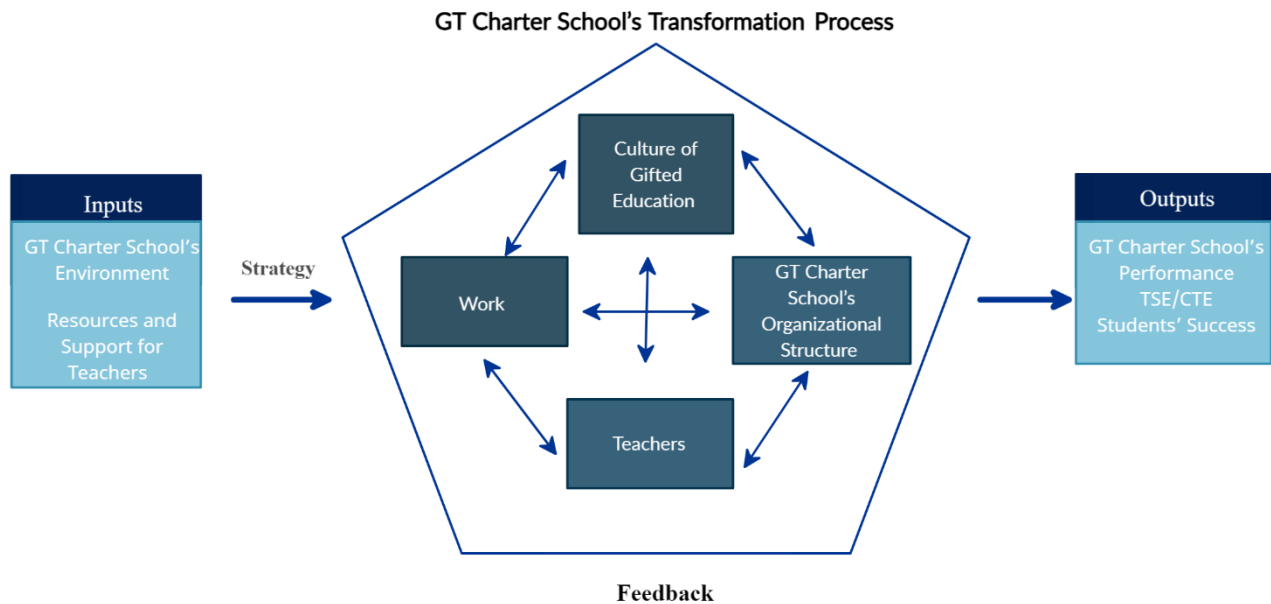 GT Charter School's Transformation Process
Inputs
GT Charter School's
Environment
Resources and
Support for
Teachers
Strategy
Culture of
Gifted
Education
Work
GT Charter
School's
Organizational
Structure
Teachers
Outputs
GT Charter School's
Performance
TSE/CTE
Students' Success
Feedback